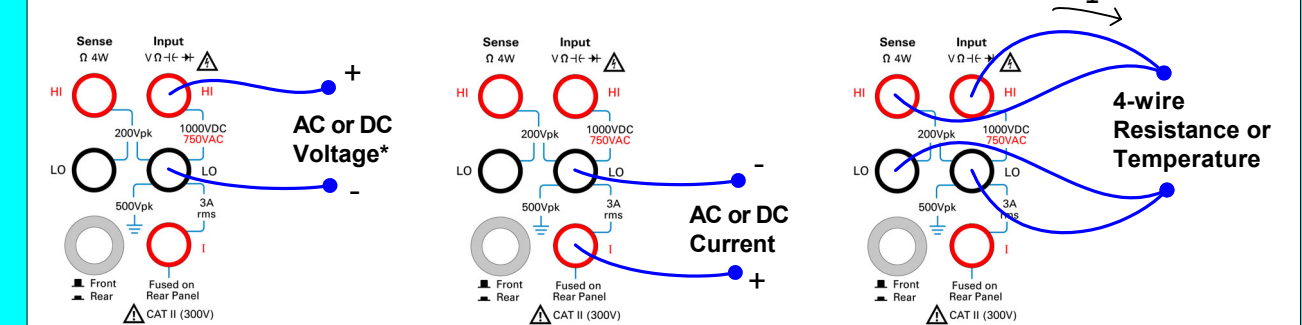 Sense Input
Ω 4W V Ω ⊣⊢ ➔⊢
HI HI
+
200Vpk 1000VDC
750VAC
AC or DC
Voltage*
LO LO
-
500Vpk 3A
rms
I
Front
Rear
Fused on
Rear Panel
CAT II (300V)
Sense Input
Ω 4W V Ω ⊣⊢ ➔⊢
HI HI
200Vpk 1000VDC
750VAC
LO LO
-
500Vpk 3A
rms
AC or DC
Current
I
+
Front
Rear
Fused on
Rear Panel
CAT II (300V)
Sense Input
Ω 4W V Ω ⊣⊢ ➔⊢
HI HI
200Vpk 1000VDC
750VAC
4-wire
Resistance or
Temperature
LO LO
500Vpk 3A
rms
I
Front
Rear
Fused on
Rear Panel
CAT II (300V)